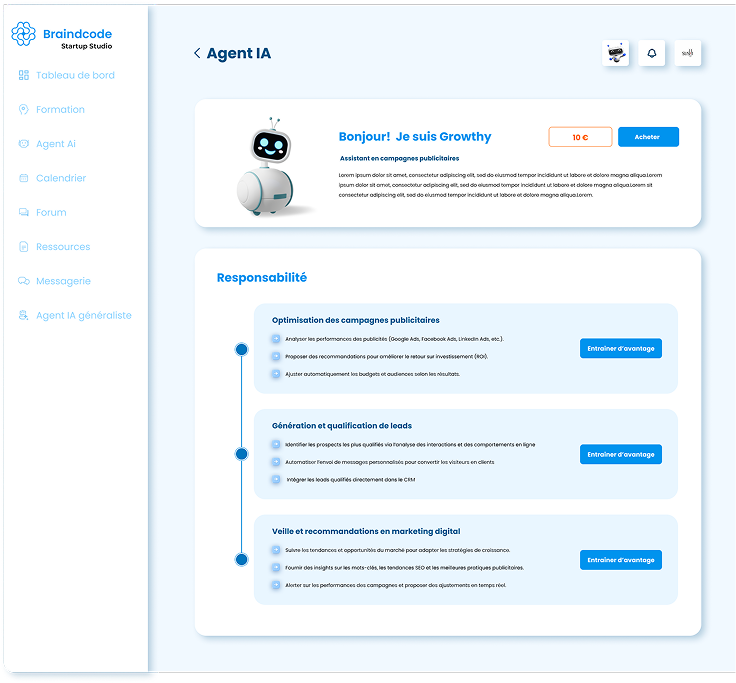 Braindcode
Startup Studio
Tableau de bord
Formation
Agent Ai
Calendrier
Forum
Ressources
Messagerie
Agent IA généraliste
Agent IA
Bonjour! Je suis Growthy
10 €
Acheter
Assistant en campagnes publicitaires
Lorem ipsum dolor sit amet, consectetur adipiscing elit, sed do eiusmod tempor incididunt ut labore et dolore magna aliqua.Lorem
ipsum dolor sit amet, consectetur adipiscing elit, sed do eiusmod tempor incididunt ut labore et dolore magna aliqua.Lorem sit
consectetur adipiscing elit, sed do eiusmod tempor incididunt ut labore et dolore magna aliqua.Lorem.
Responsabilité
Optimisation des campagnes publicitaires
Analyser les performances des publicités (Google Ads, Facebook Ads, LinkedIn Ads, etc.).
Proposer des recommandations pour améliorer le retour sur investissement (ROI).
Ajuster automatiquement les budgets et audiences selon les résultats.
Entraîner d'avantage
Génération et qualification de leads
Identifier les prospects les plus qualifiés via l'analyse des interactions et des comportements en ligne
Automatiser l'envoi de messages personnalisés pour convertir les visiteurs en clients
Intégrer les leads qualifiés directement dans le CRM
Entraîner d'avantage
Veille et recommandations en marketing digital
Suivre les tendances et opportunités du marché pour adapter les stratégies de croissance.
Fournir des insights sur les mots-clés, les tendances SEO et les meilleures pratiques publicitaires.
Alerter sur les performances des campagnes et proposer des ajustements en temps réel.
Entraîner d'avantage